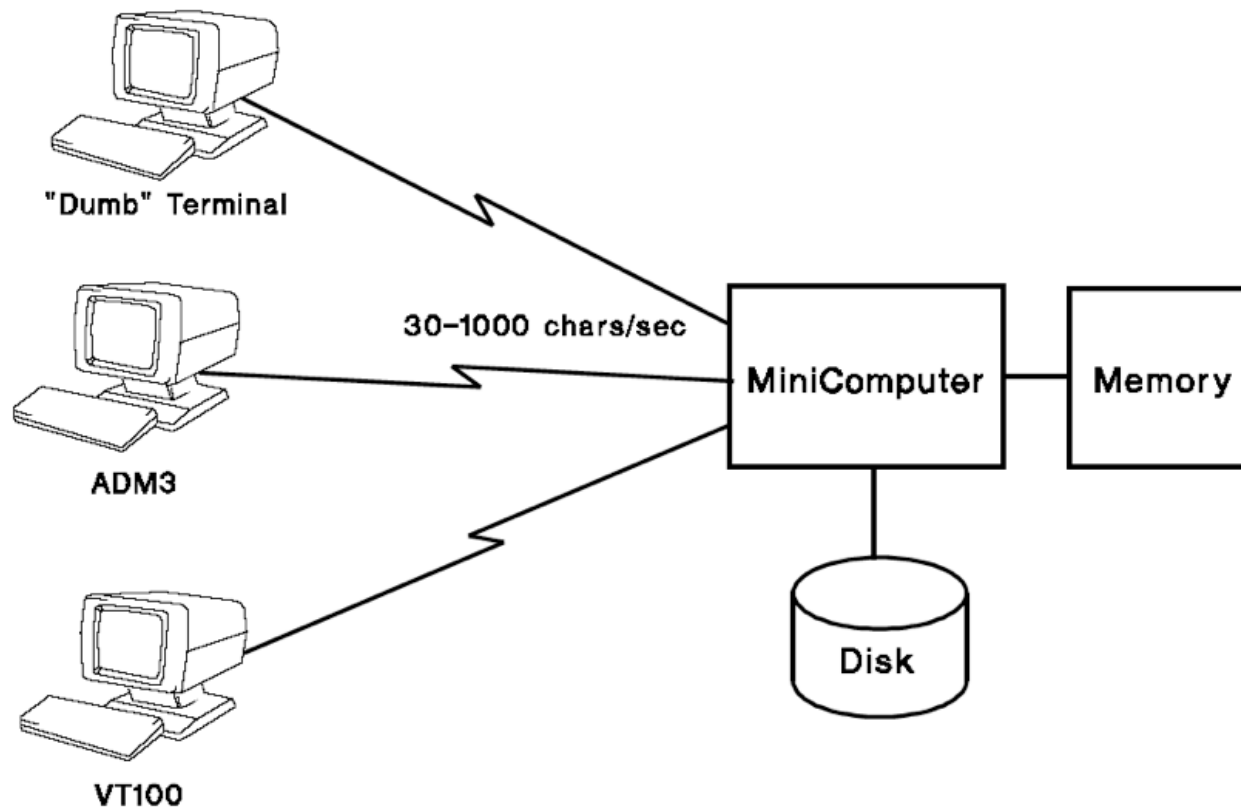 "Dumb" Terminal
30-1000 chars/sec
MiniComputer
Memory
ADM3
Disk
VT100